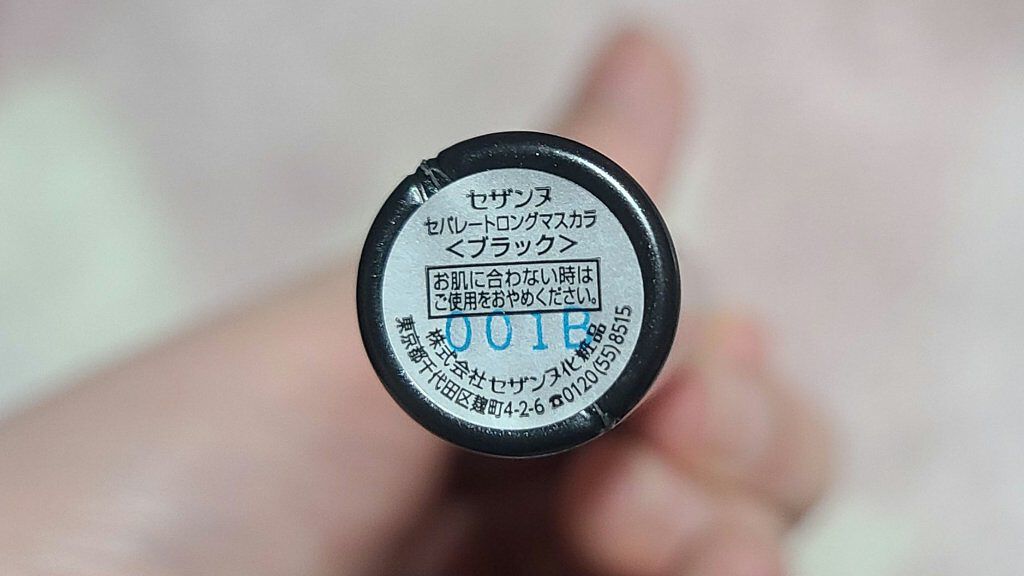 セザンヌ
セパレートロングマスカラ
<ブラック>
お肌に合わない時は
ご使用をおやめください。
001B
株式会社セザンヌ化粧品
東京都千代田区麹町4-2-6 ☎0120(55)8515